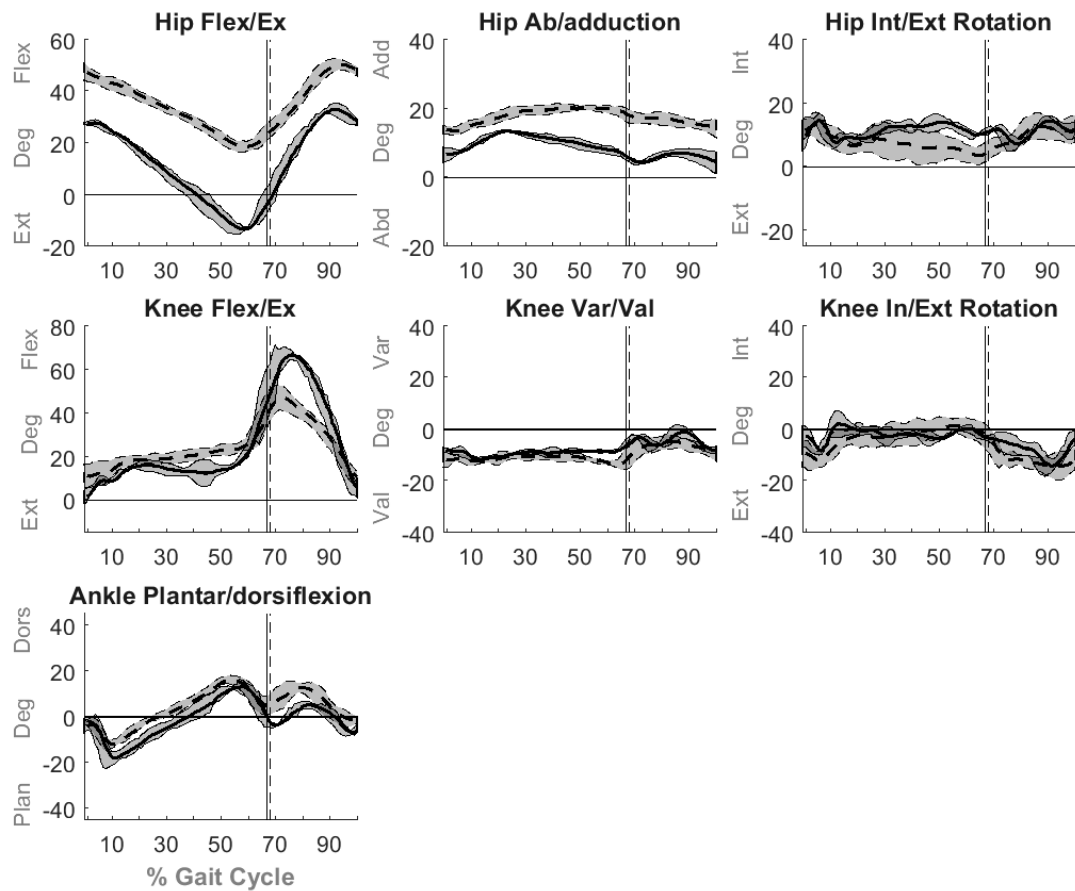 Hip Flex/Ex
Flex
Deg
Ext
60
40
20
0
-20
10 30 50 70 90
Hip Ab/adduction
Add
Deg
Abd
40
20
0
-20
10 30 50 70 90
Hip Int/Ext Rotation
Int
Deg
Ext
40
20
0
-20
10 30 50 70 90
Knee Flex/Ex
Flex
Deg
Ext
80
60
40
20
0
10 30 50 70 90
Knee Var/Val
Var
Deg
Val
40
20
0
-20
-40
10 30 50 70 90
Knee In/Ext Rotation
Int
Deg
Ext
40
20
0
-20
-40
10 30 50 70 90
Ankle Plantar/dorsiflexion
Dors
Deg
Plan
40
20
0
-20
-40
10 30 50 70 90
% Gait Cycle